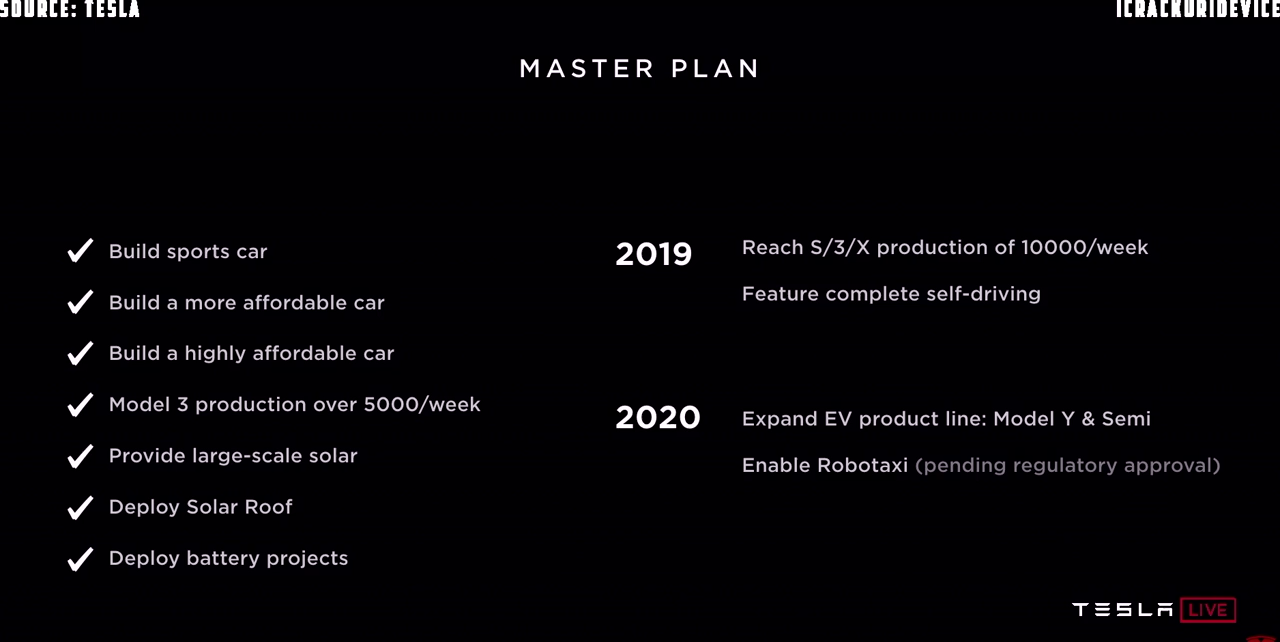 SOURCE: TESLA
ICRACKURIDEVICE
MASTER PLAN
Build sports car
Build a more affordable car
Build a highly affordable car
Model 3 production over 5000/week
Provide large-scale solar
Deploy Solar Roof
Deploy battery projects
2019
Reach S/3/X production of 10000/week
Feature complete self-driving
2020
Expand EV product line: Model Y & Semi
Enable Robotaxi (pending regulatory approval)
TESLA LIVE